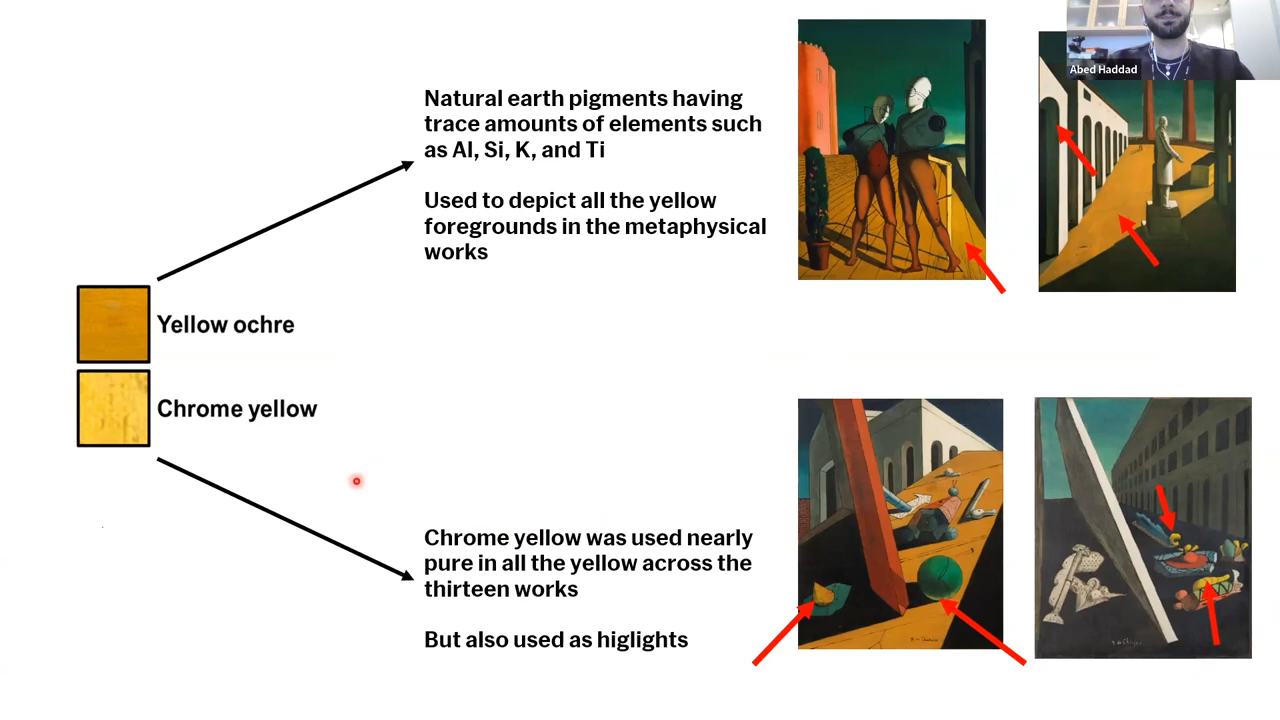 Abed Haddad
Natural earth pigments having
trace amounts of elements such
as Al, Si, K, and Ti
Used to depict all the yellow
foregrounds in the metaphysical
works
Yellow ochre
Chrome yellow
Chrome yellow was used nearly
pure in all the yellow across the
thirteen works
But also used as higlights